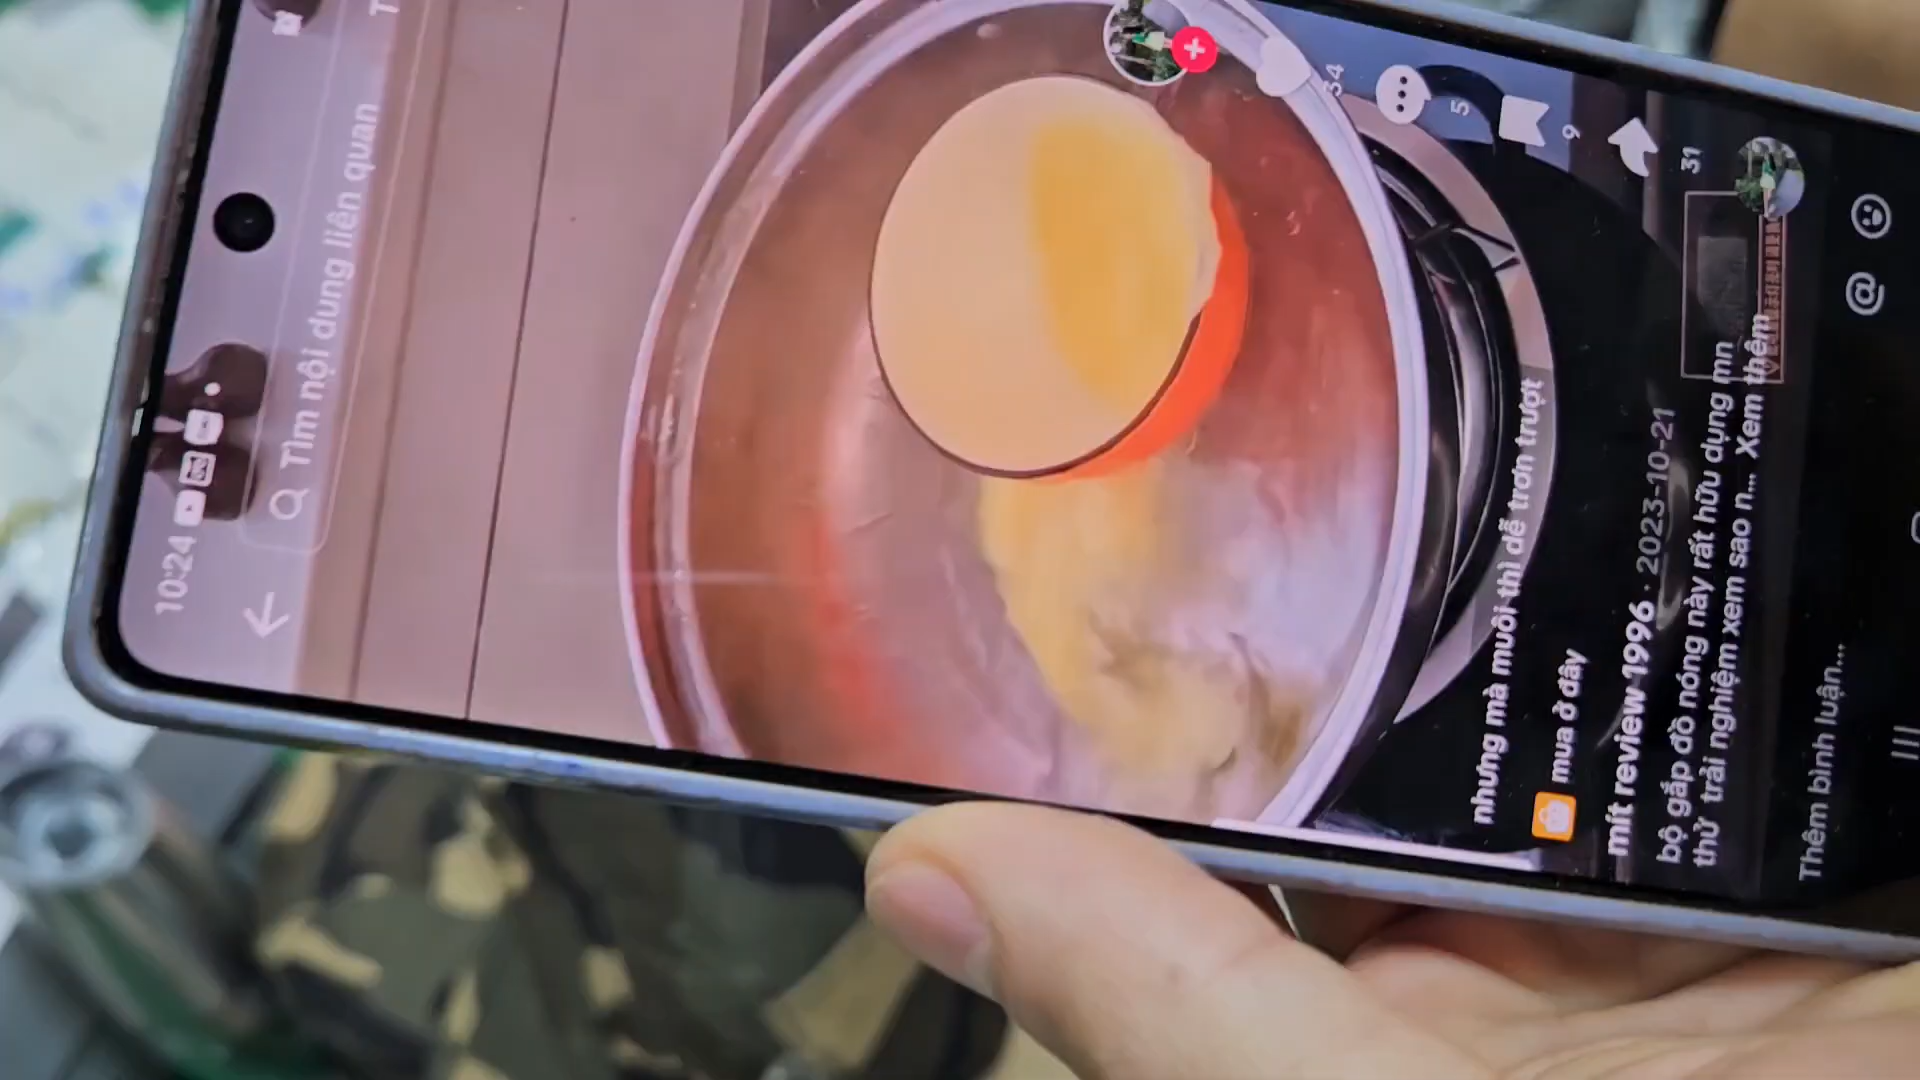 10:24
Tìm nội dung liên quan
T
34
5
9
31
nhưng mà muôi thì dễ trơn trượt
mua ở đây
mít review 1996 · 2023-10-21
bộ gắp đồ nóng này rất hữu dụng mn
thử trải nghiệm xem sao n... Xem thêm
Thêm bình luận...
@